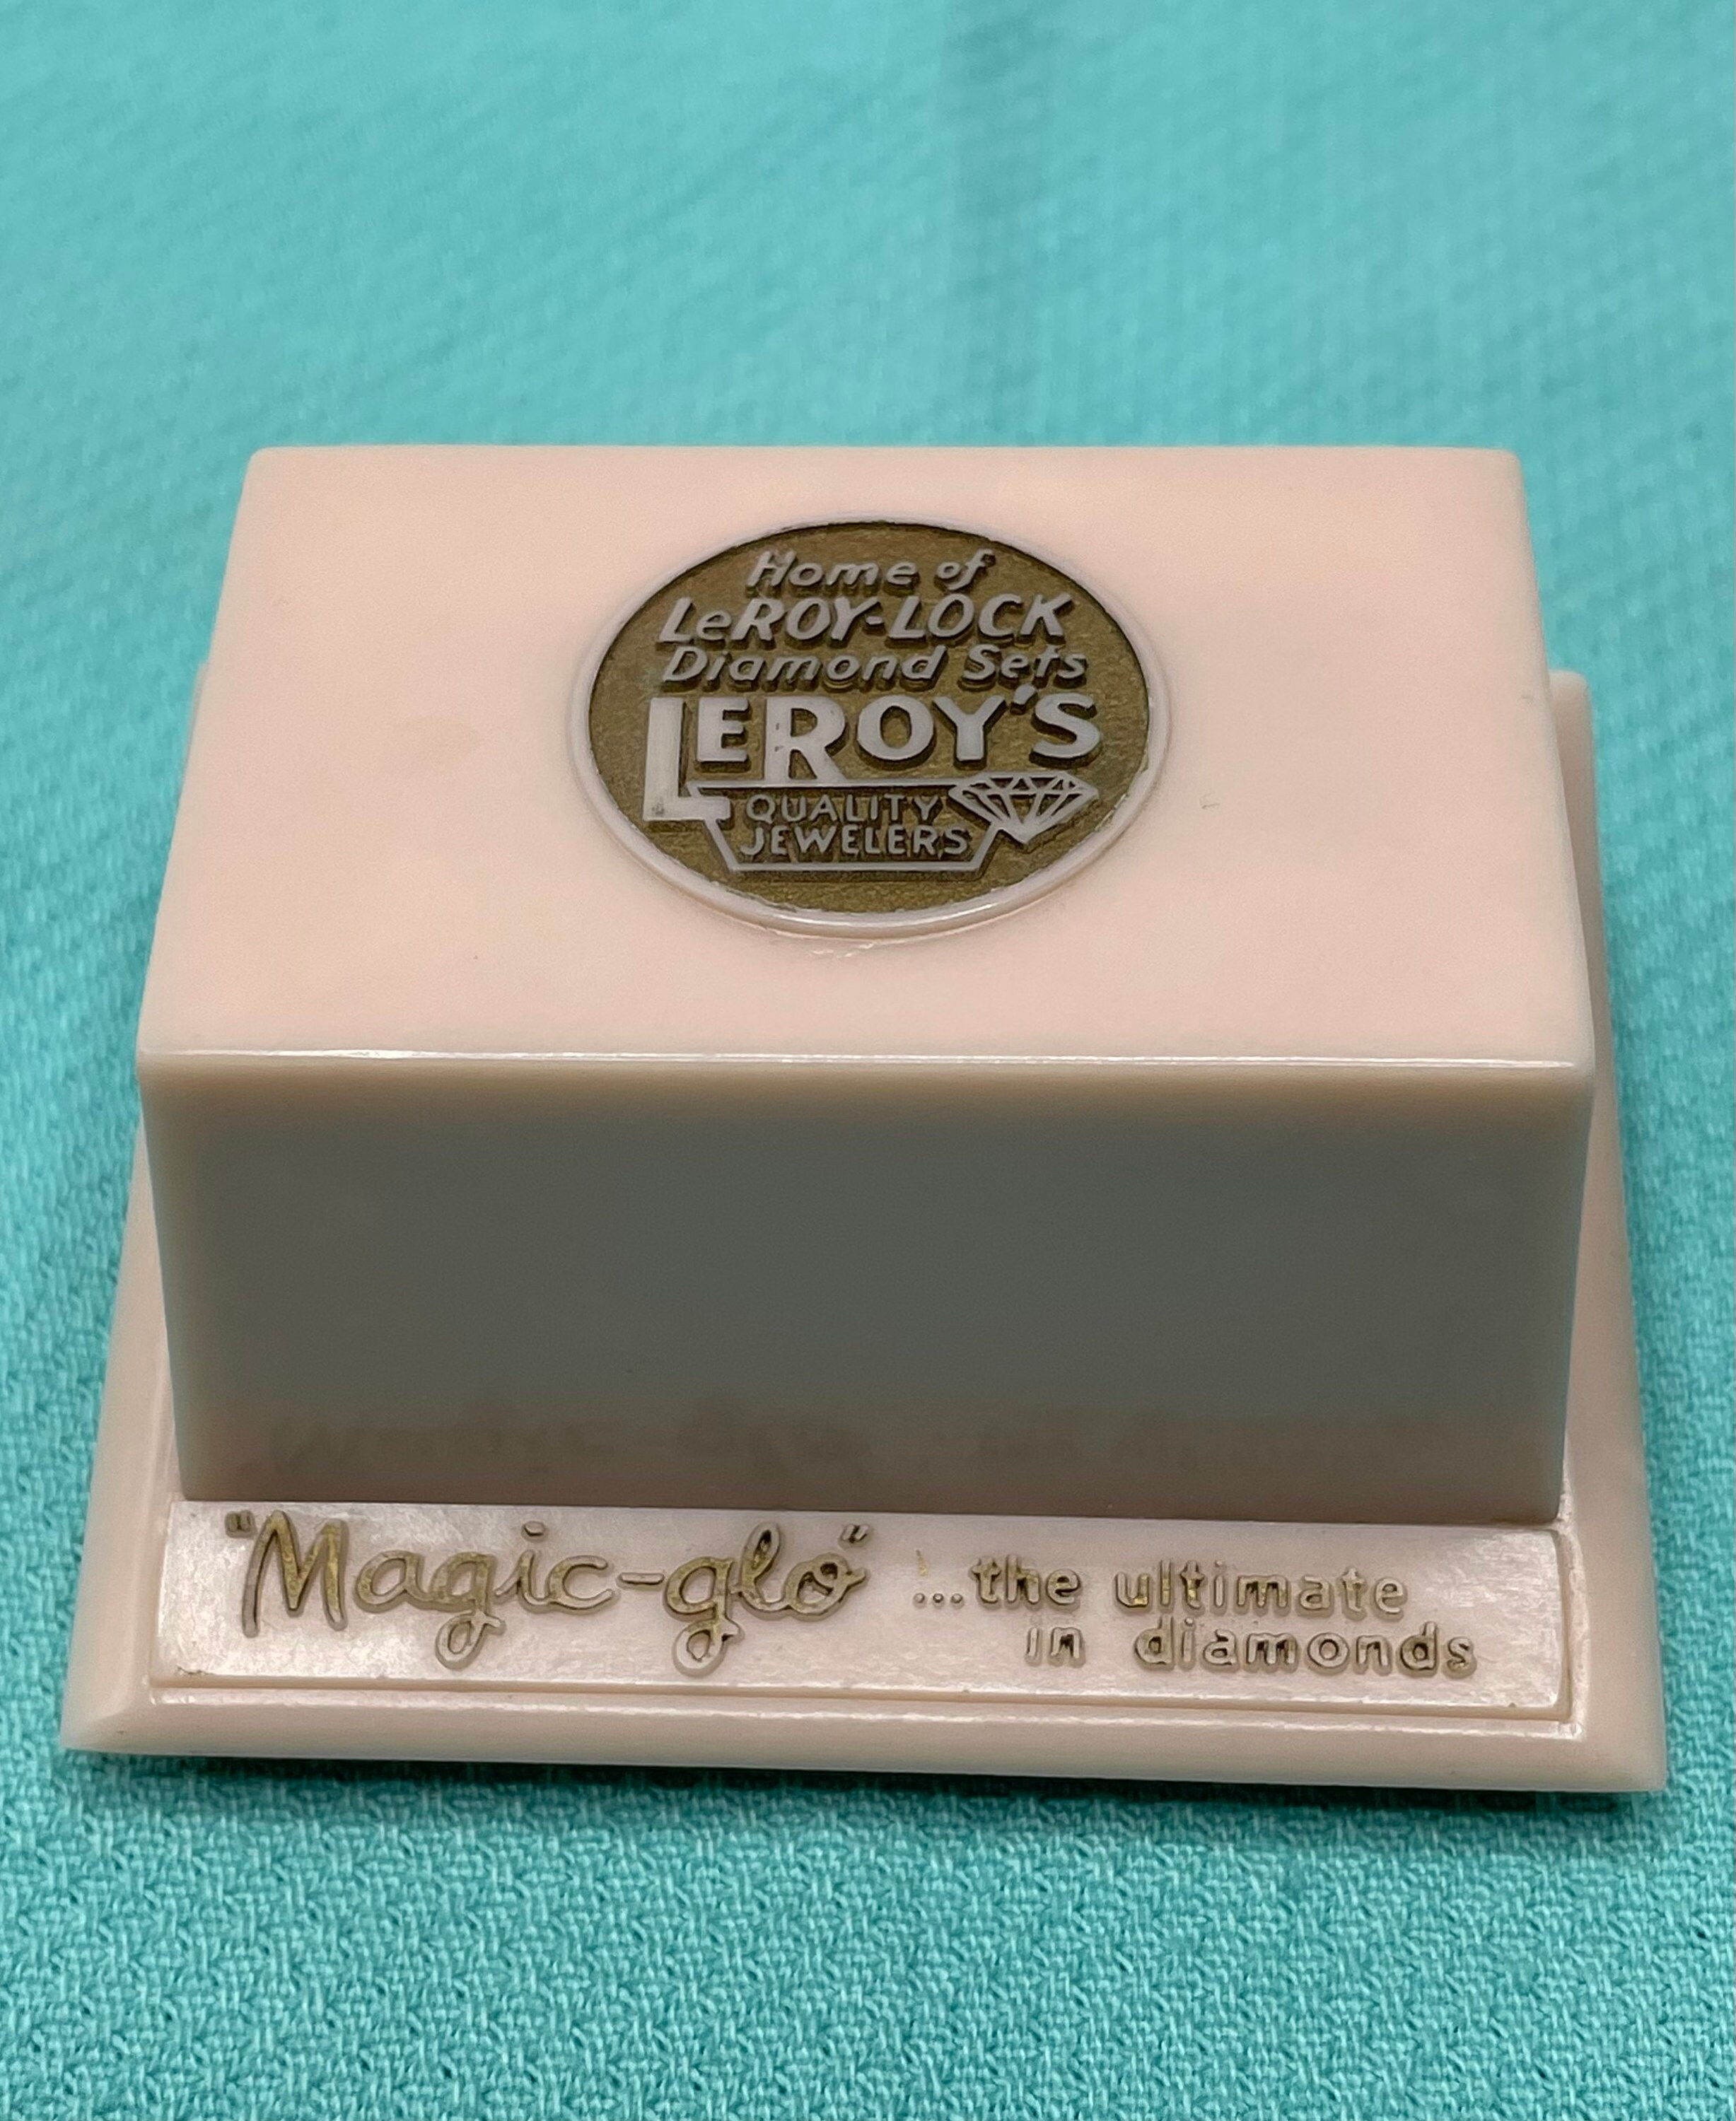 Home of
LeROY-LOCK
Diamond Sets
LEROY'S
QUALITY
JEWELERS
"Magic-glo" ...the ultimate
in diamonds